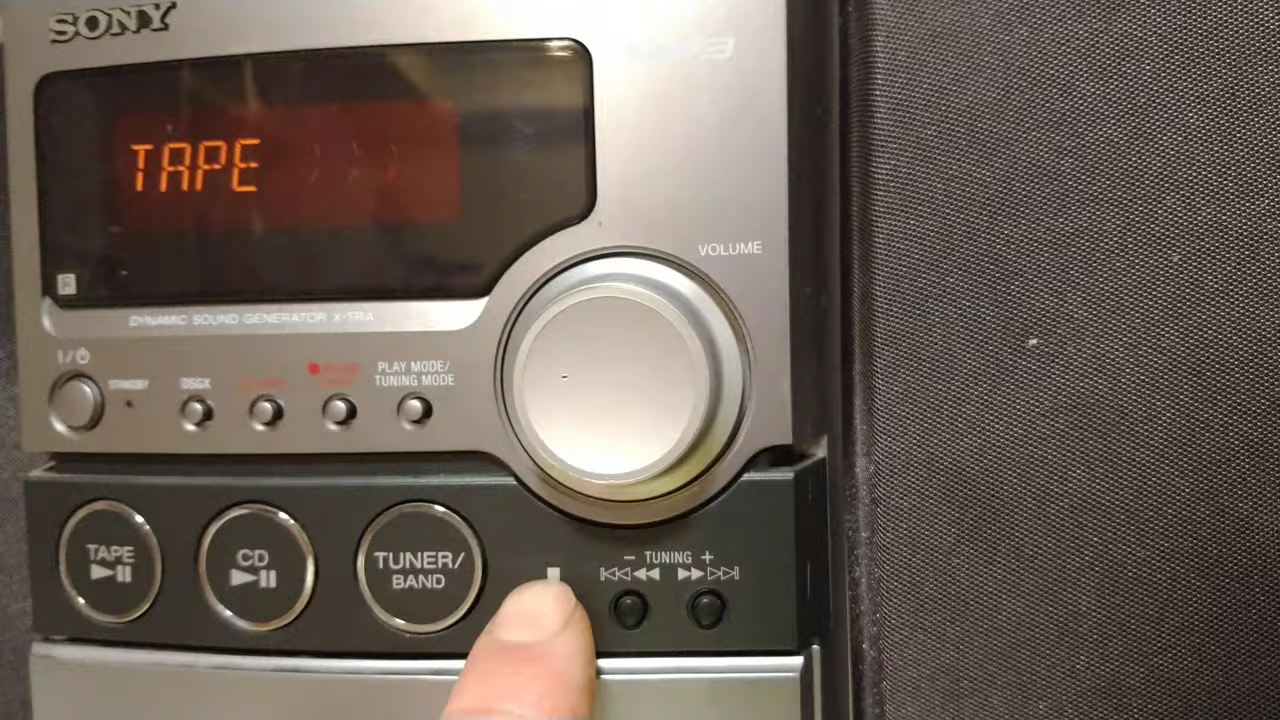 SONY
TAPE
VOLUME
DYNAMIC SOUND GENERATOR X-TRA
I/⏻
STANDBY
DSGX
PLAY MODE/
TUNING MODE
TAPE
CD
TUNER/
BAND
− TUNING +